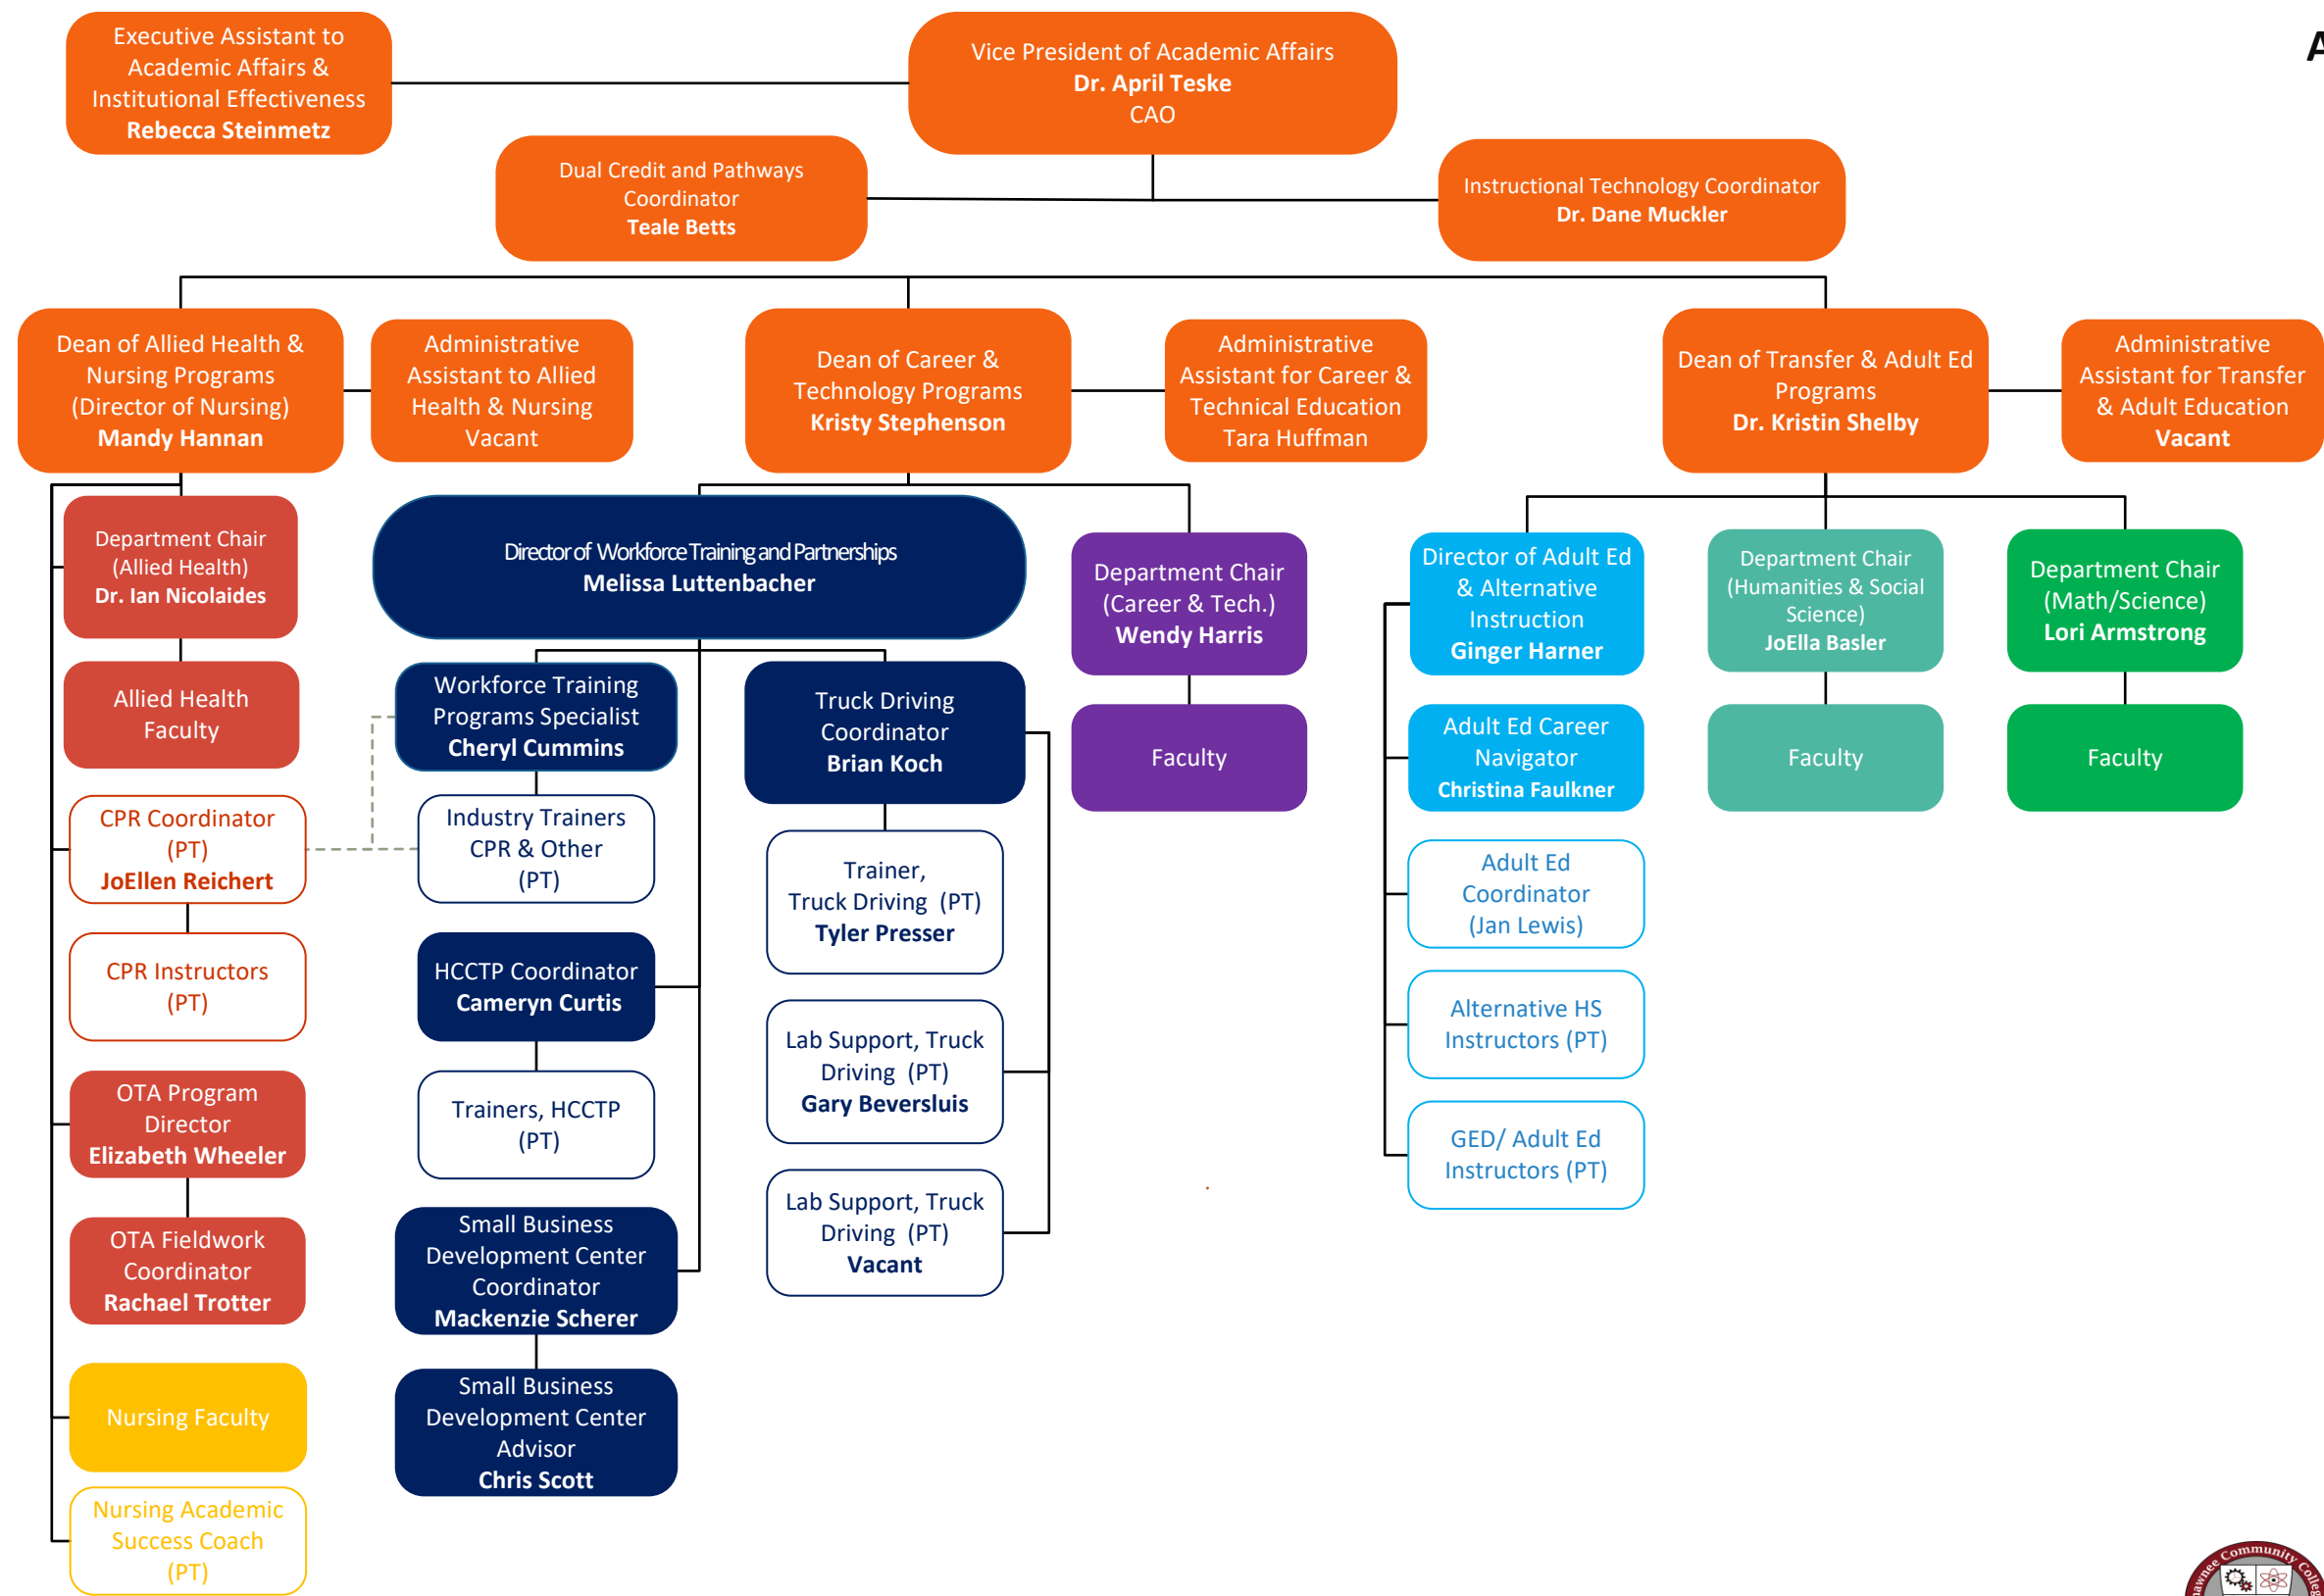 Executive Assistant to
Academic Affairs &
Institutional Effectiveness
Rebecca Steinmetz
Vice President of Academic Affairs
Dr. April Teske
CAO
A
Dual Credit and Pathways
Coordinator
Teale Betts
Instructional Technology Coordinator
Dr. Dane Muckler
Dean of Allied Health &
Nursing Programs
(Director of Nursing)
Mandy Hannan
Administrative
Assistant to Allied
Health & Nursing
Vacant
Dean of Career &
Technology Programs
Kristy Stephenson
Administrative
Assistant for Career &
Technical Education
Tara Huffman
Dean of Transfer & Adult Ed
Programs
Dr. Kristin Shelby
Administrative
Assistant for Transfer
& Adult Education
Vacant
Department Chair
(Allied Health)
Dr. Ian Nicolaides
Allied Health
Faculty
CPR Coordinator
(PT)
JoEllen Reichert
CPR Instructors
(PT)
OTA Program
Director
Elizabeth Wheeler
OTA Fieldwork
Coordinator
Rachael Trotter
Nursing Faculty
Nursing Academic
Success Coach
(PT)
Director of Workforce Training and Partnerships
Melissa Luttenbacher
Workforce Training
Programs Specialist
Cheryl Cummins
Industry Trainers
CPR & Other
(PT)
HCCTP Coordinator
Cameryn Curtis
Trainers, HCCTP
(PT)
Small Business
Development Center
Coordinator
Mackenzie Scherer
Small Business
Development Center
Advisor
Chris Scott
Truck Driving
Coordinator
Brian Koch
Trainer,
Truck Driving (PT)
Tyler Presser
Lab Support, Truck
Driving (PT)
Gary Beversluis
Lab Support, Truck
Driving (PT)
Vacant
Department Chair
(Career & Tech.)
Wendy Harris
Faculty
Director of Adult Ed
& Alternative
Instruction
Ginger Harner
Adult Ed Career
Navigator
Christina Faulkner
Adult Ed
Coordinator
(Jan Lewis)
Alternative HS
Instructors (PT)
GED/ Adult Ed
Instructors (PT)
Department Chair
(Humanities & Social
Science)
JoElla Basler
Faculty
Department Chair
(Math/Science)
Lori Armstrong
Faculty
Community